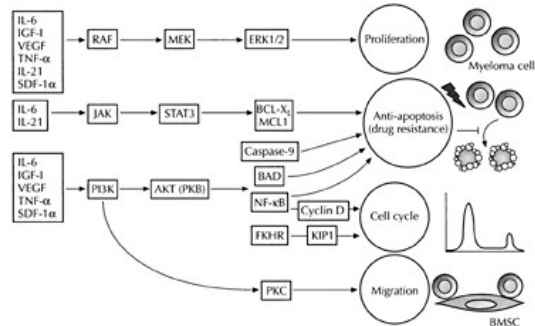 IL-6
IGF-I
VEGF
TNF-α
IL-21
SDF-1α
RAF
MEK
ERK1/2
Proliferation
Myeloma cell
IL-6
IL-21
JAK
STAT3
BCL-XL
MCL1
Anti-apoptosis
(drug resistance)
Caspase-9
BAD
IL-6
IGF-I
VEGF
TNF-α
SDF-1α
PI3K
AKT (PKB)
NF-κB
Cyclin D
Cell cycle
FKHR
KIP1
PKC
Migration
BMSC